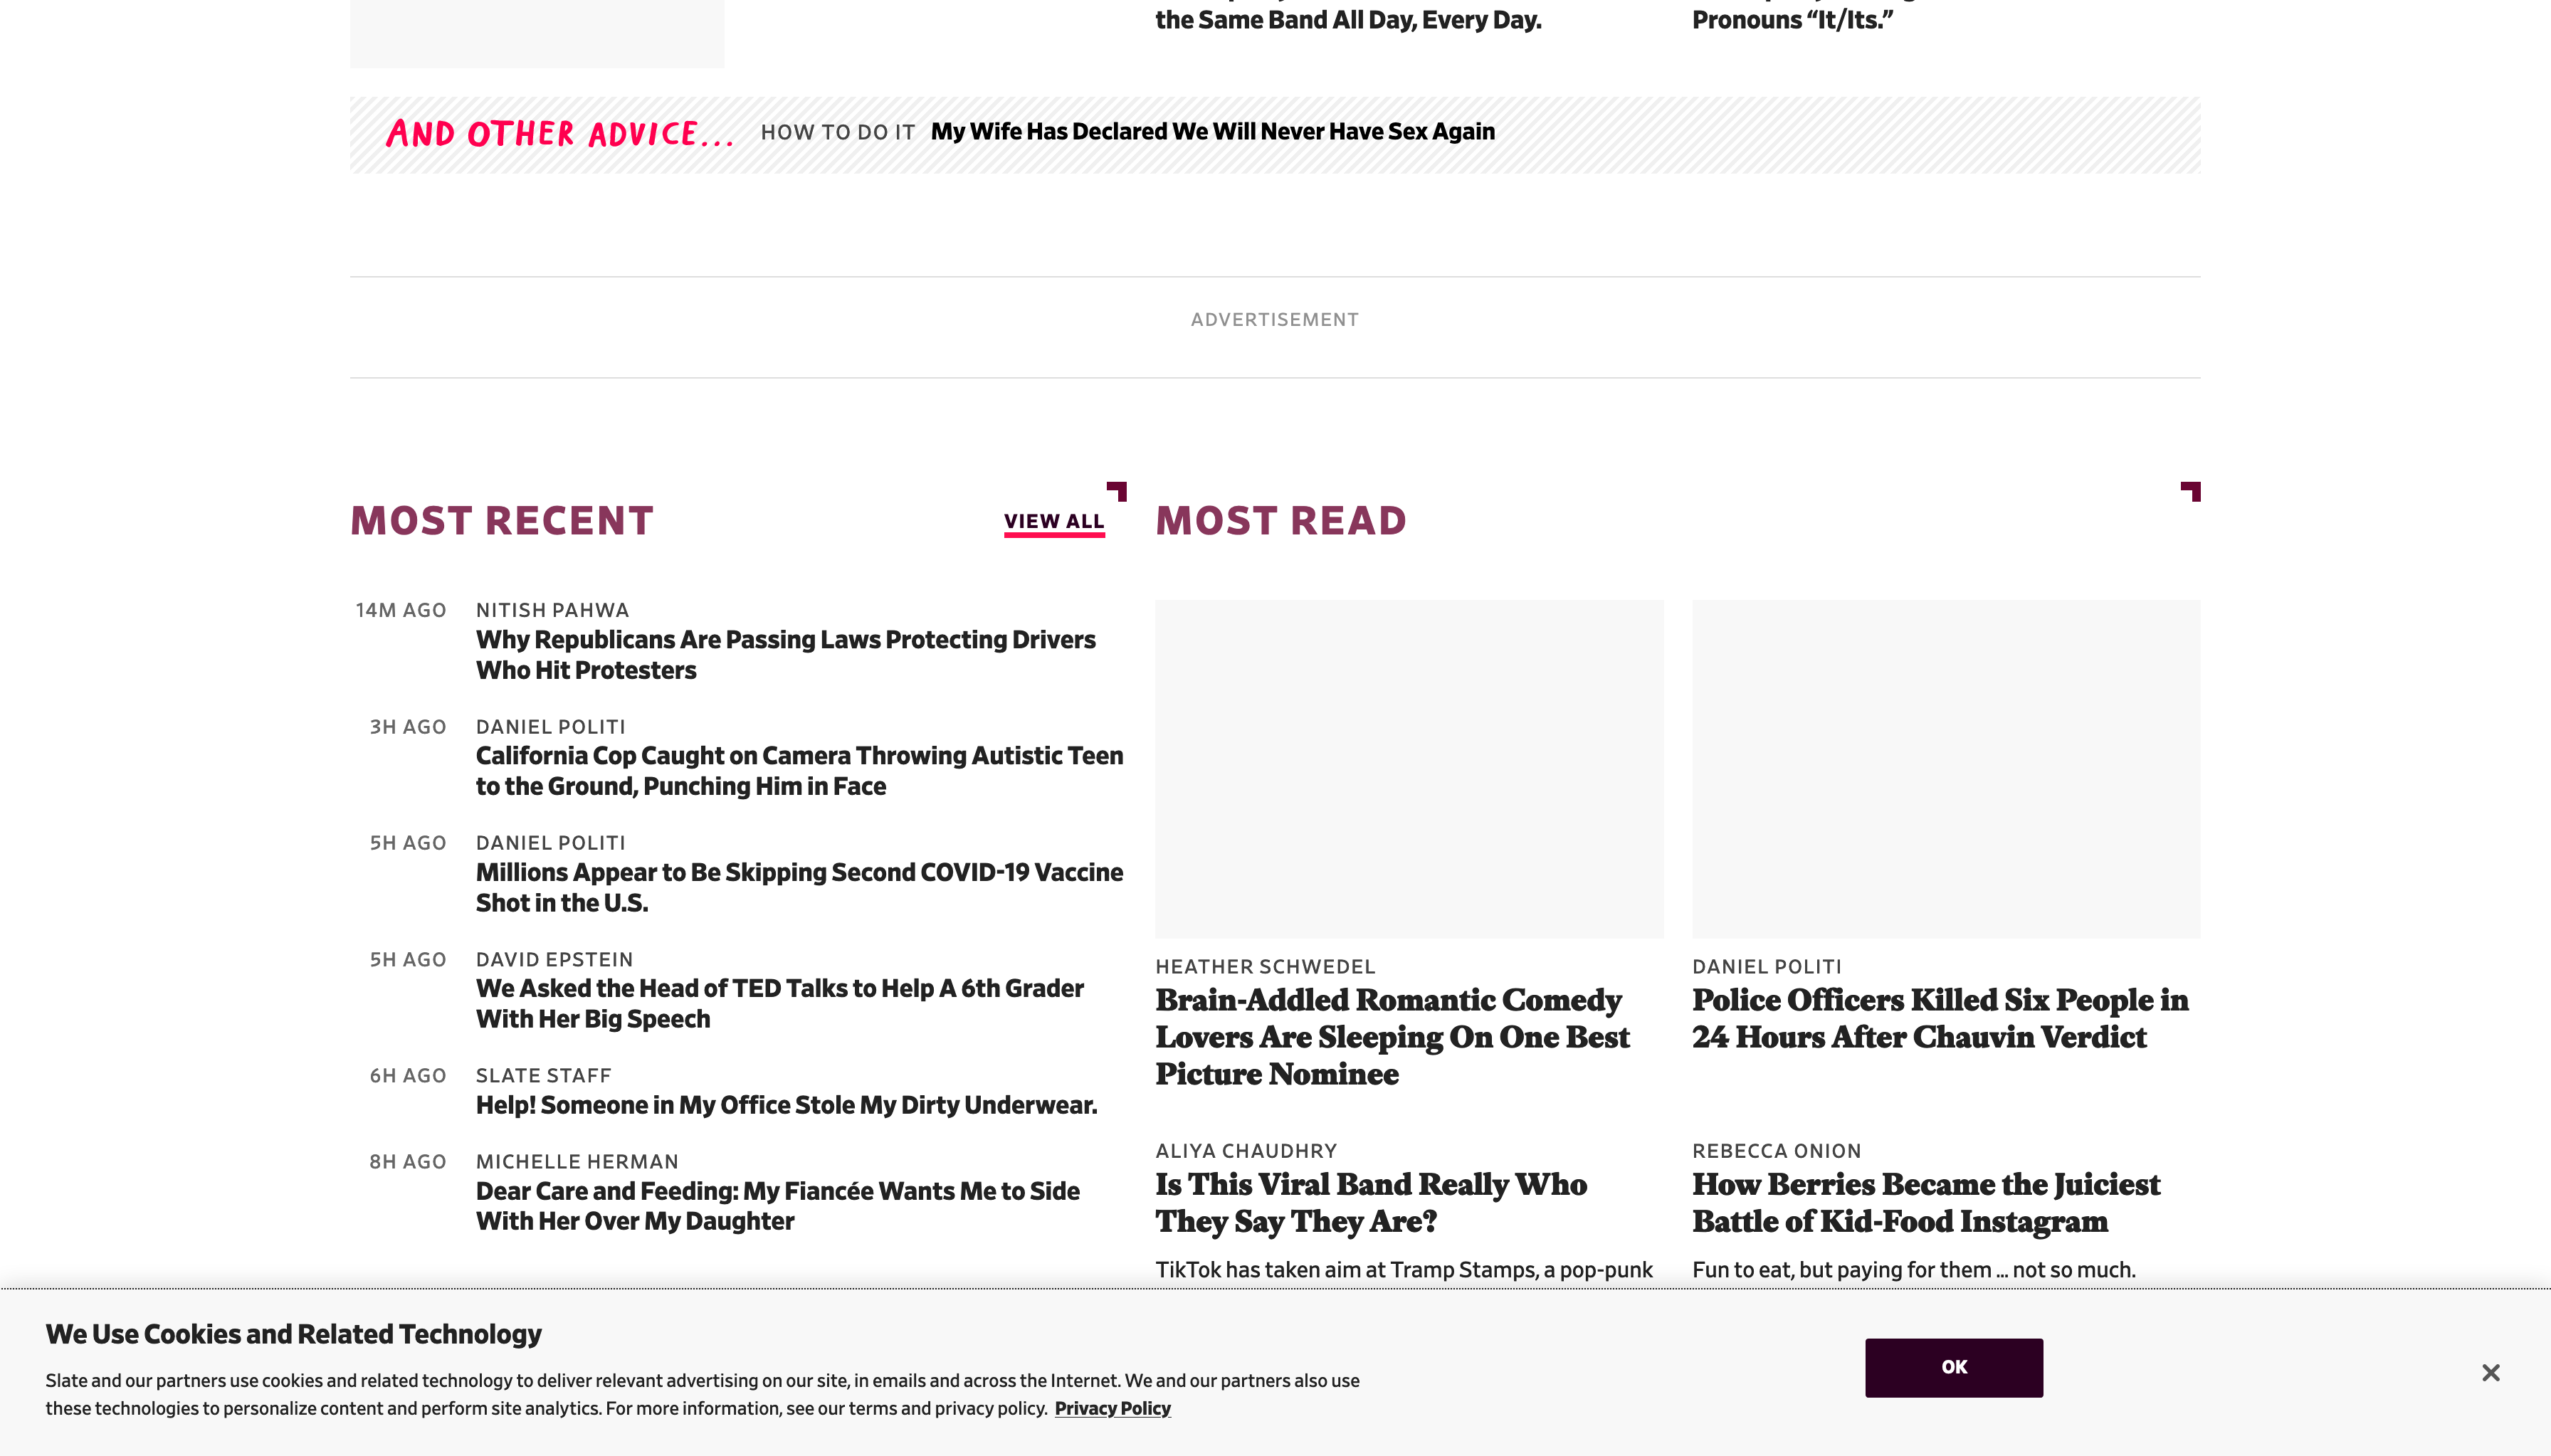 the Same Band All Day, Every Day.
Pronouns “It/Its.”
AND OTHER ADVICE...
HOW TO DO IT My Wife Has Declared We Will Never Have Sex Again
ADVERTISEMENT
MOST RECENT
VIEW ALL
14M AGO
NITISH PAHWA
Why Republicans Are Passing Laws Protecting Drivers
Who Hit Protesters
3H AGO
DANIEL POLITI
California Cop Caught on Camera Throwing Autistic Teen
to the Ground, Punching Him in Face
5H AGO
DANIEL POLITI
Millions Appear to Be Skipping Second COVID-19 Vaccine
Shot in the U.S.
5H AGO
DAVID EPSTEIN
We Asked the Head of TED Talks to Help A 6th Grader
With Her Big Speech
6H AGO
SLATE STAFF
Help! Someone in My Office Stole My Dirty Underwear.
8H AGO
MICHELLE HERMAN
Dear Care and Feeding: My Fiancée Wants Me to Side
With Her Over My Daughter
MOST READ
HEATHER SCHWEDEL
Brain-Addled Romantic Comedy
Lovers Are Sleeping On One Best
Picture Nominee
DANIEL POLITI
Police Officers Killed Six People in
24 Hours After Chauvin Verdict
ALIYA CHAUDHRY
Is This Viral Band Really Who
They Say They Are?
TikTok has taken aim at Tramp Stamps, a pop-punk
REBECCA ONION
How Berries Became the Juiciest
Battle of Kid-Food Instagram
Fun to eat, but paying for them ... not so much.
We Use Cookies and Related Technology
Slate and our partners use cookies and related technology to deliver relevant advertising on our site, in emails and across the Internet. We and our partners also use
these technologies to personalize content and perform site analytics. For more information, see our terms and privacy policy. Privacy Policy
OK